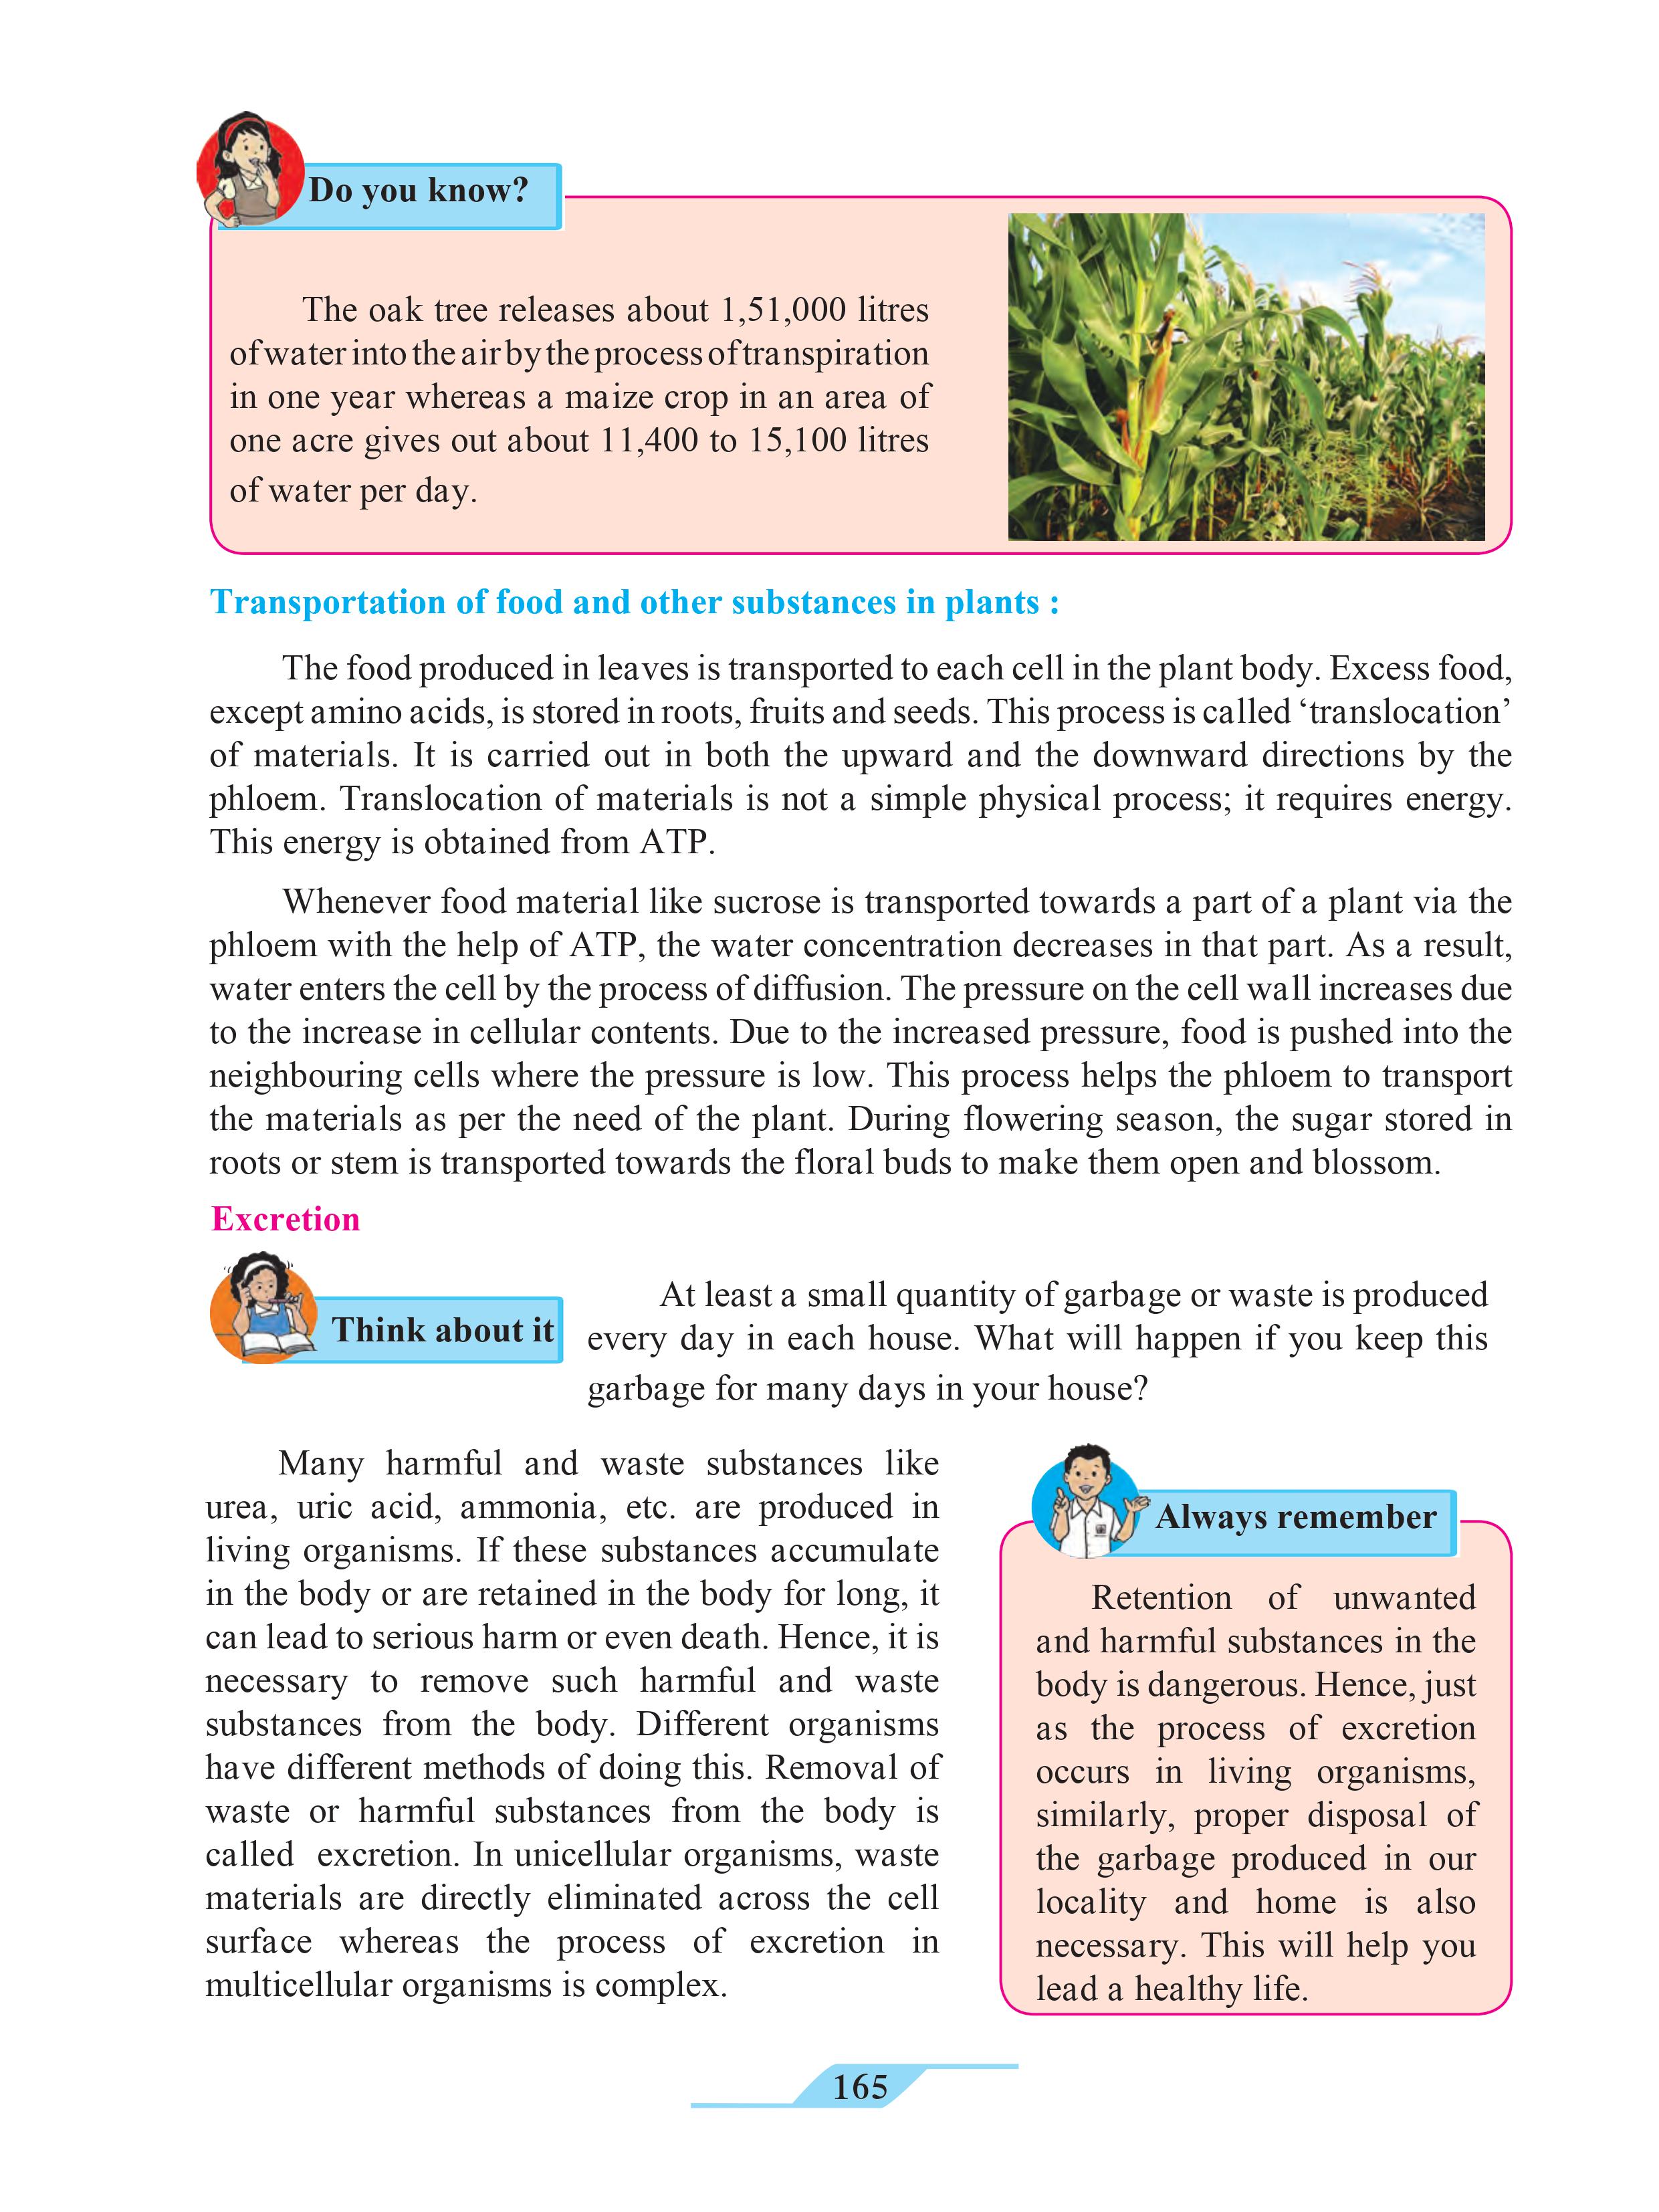 Do you know?
The oak tree releases about 1,51,000 litres
of water into the air by the process of transpiration
in one year whereas a maize crop in an area of
one acre gives out about 11,400 to 15,100 litres
of water per day.
Transportation of food and other substances in plants :
The food produced in leaves is transported to each cell in the plant body. Excess food,
except amino acids, is stored in roots, fruits and seeds. This process is called ‘translocation’
of materials. It is carried out in both the upward and the downward directions by the
phloem. Translocation of materials is not a simple physical process; it requires energy.
This energy is obtained from ATP.
Whenever food material like sucrose is transported towards a part of a plant via the
phloem with the help of ATP, the water concentration decreases in that part. As a result,
water enters the cell by the process of diffusion. The pressure on the cell wall increases due
to the increase in cellular contents. Due to the increased pressure, food is pushed into the
neighbouring cells where the pressure is low. This process helps the phloem to transport
the materials as per the need of the plant. During flowering season, the sugar stored in
roots or stem is transported towards the floral buds to make them open and blossom.
Excretion
Think about it
At least a small quantity of garbage or waste is produced
every day in each house. What will happen if you keep this
garbage for many days in your house?
Many harmful and waste substances like
urea, uric acid, ammonia, etc. are produced in
living organisms. If these substances accumulate
in the body or are retained in the body for long, it
can lead to serious harm or even death. Hence, it is
necessary to remove such harmful and waste
substances from the body. Different organisms
have different methods of doing this. Removal of
waste or harmful substances from the body is
called excretion. In unicellular organisms, waste
materials are directly eliminated across the cell
surface whereas the process of excretion in
multicellular organisms is complex.
Always remember
Retention of unwanted
and harmful substances in the
body is dangerous. Hence, just
as the process of excretion
occurs in living organisms,
similarly, proper disposal of
the garbage produced in our
locality and home is also
necessary. This will help you
lead a healthy life.
165